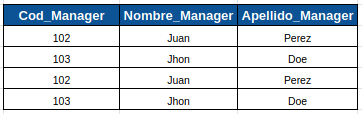 Cod_Manager Nombre_Manager Apellido_Manager
102 Juan Perez
103 Jhon Doe
102 Juan Perez
103 Jhon Doe